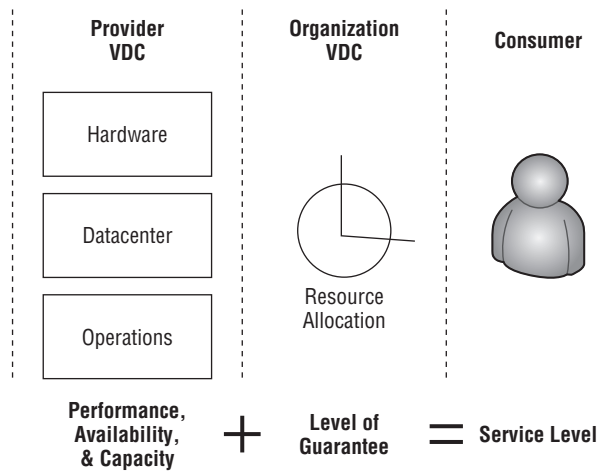 Provider
VDC
Organization
VDC
Consumer
Hardware
Datacenter
Operations
Resource
Allocation
Performance,
Availability,
& Capacity
+
Level of
Guarantee
=
Service Level